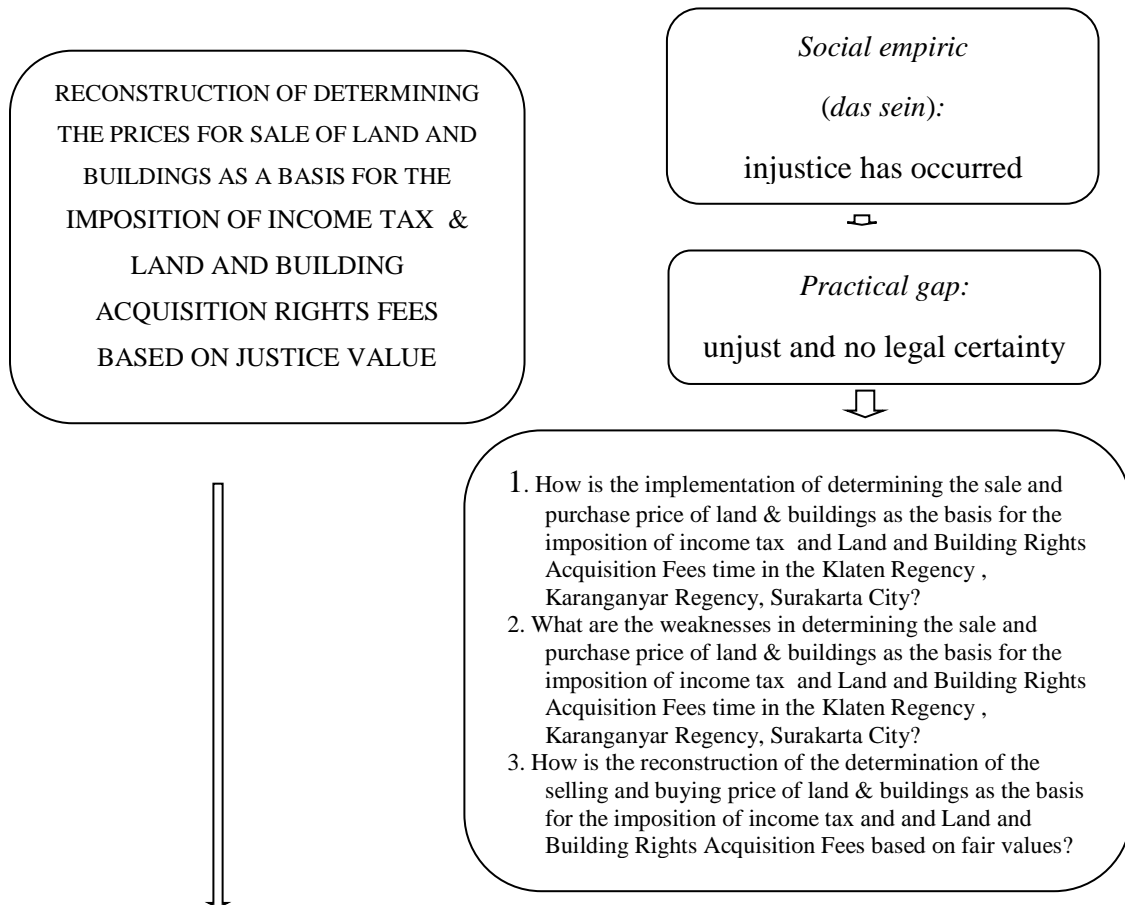 RECONSTRUCTION OF DETERMINING
THE PRICES FOR SALE OF LAND AND
BUILDINGS AS A BASIS FOR THE
IMPOSITION OF INCOME TAX &
LAND AND BUILDING
ACQUISITION RIGHTS FEES
BASED ON JUSTICE VALUE
Social empiric
(das sein):
injustice has occurred
Practical gap:
unjust and no legal certainty
1. How is the implementation of determining the sale and
purchase price of land & buildings as the basis for the
imposition of income tax and Land and Building Rights
Acquisition Fees time in the Klaten Regency ,
Karanganyar Regency, Surakarta City?
2. What are the weaknesses in determining the sale and
purchase price of land & buildings as the basis for the
imposition of income tax and Land and Building Rights
Acquisition Fees time in the Klaten Regency ,
Karanganyar Regency, Surakarta City?
3. How is the reconstruction of the determination of the
selling and buying price of land & buildings as the basis
for the imposition of income tax and and Land and
Building Rights Acquisition Fees based on fair values?